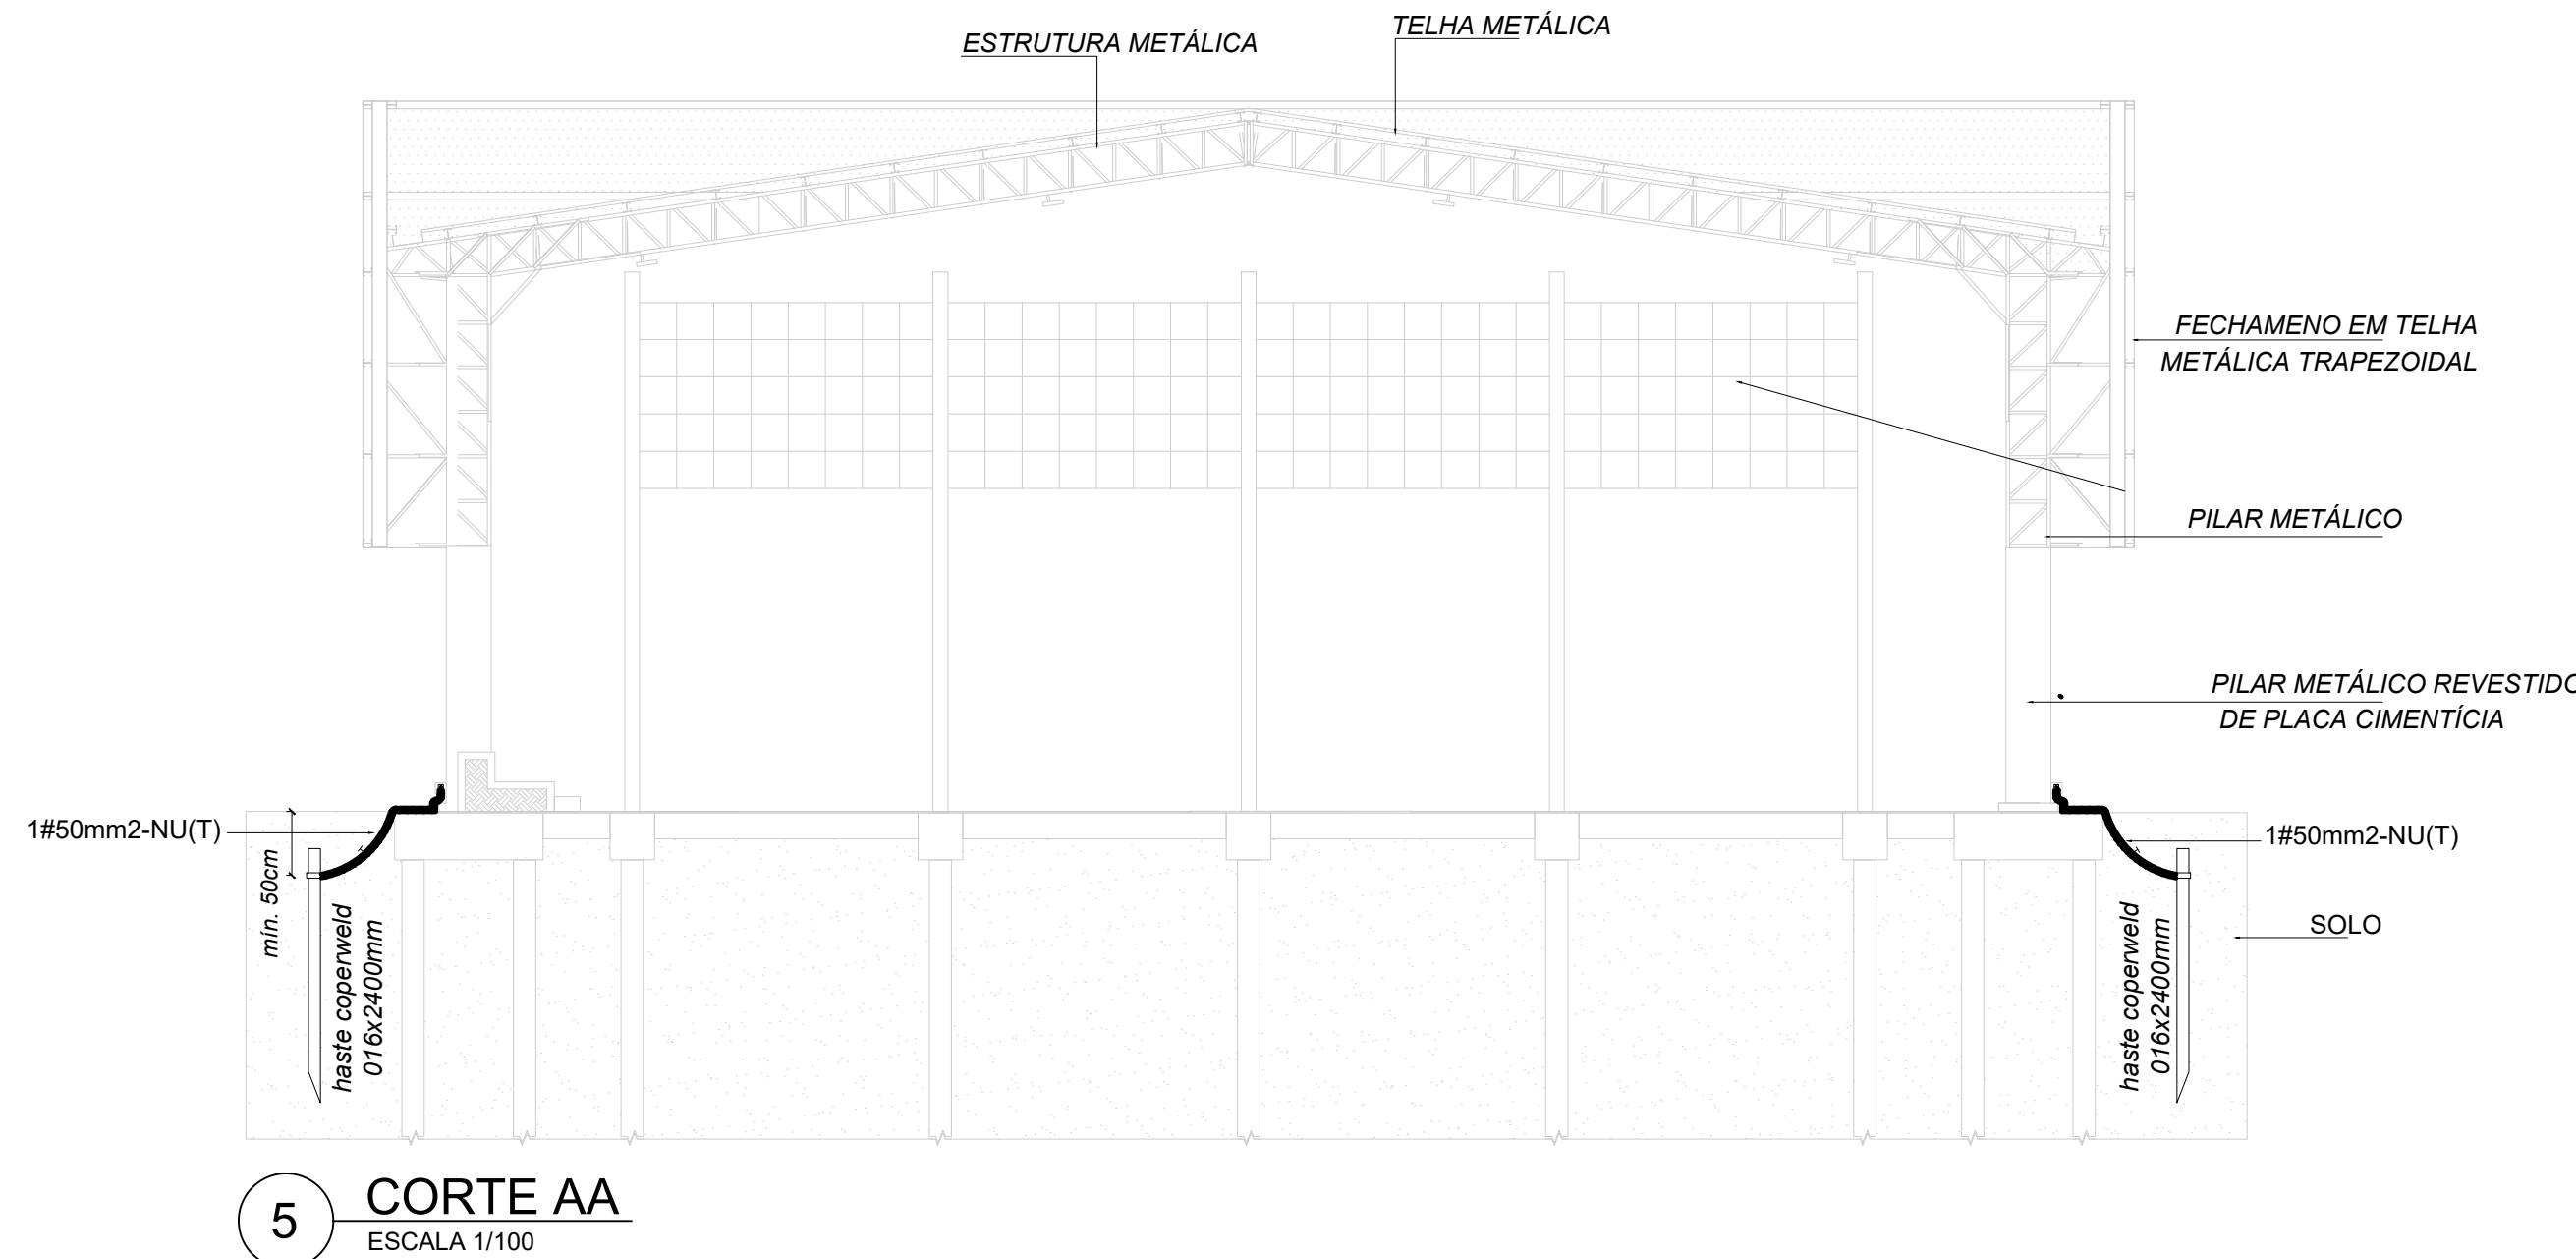 ESTRUTURA METÁLICA
TELHA METÁLICA
FECHAMENO EM TELHA
METÁLICA TRAPEZOIDAL
PILAR METÁLICO
PILAR METÁLICO REVESTIDO
DE PLACA CIMENTÍCIA
1#50mm2-NU(T)
mín. 50cm
haste coperweld
016x2400mm
1#50mm2-NU(T)
haste coperweld
016x2400mm
SOLO
T
T
5
CORTE AA
ESCALA 1/100